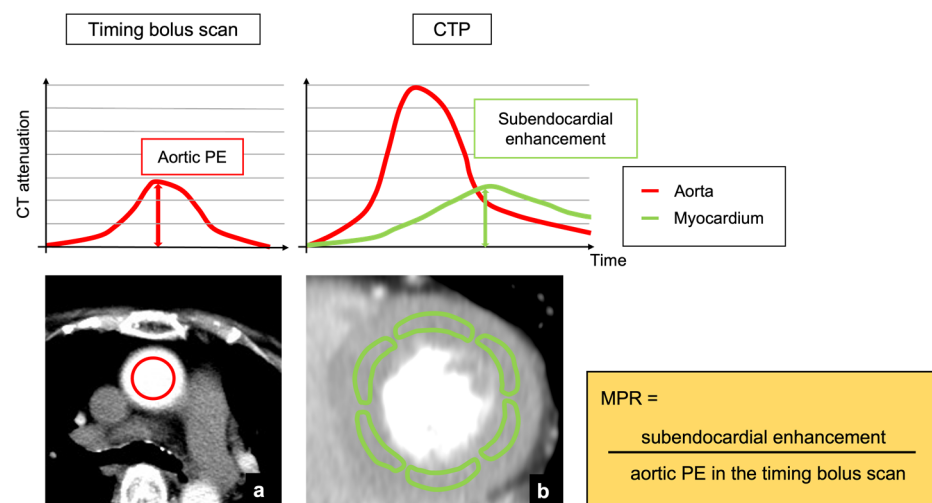 Timing bolus scan
CTP
CT attenuation
Aortic PE
Subendocardial
enhancement
Aorta
Myocardium
Time
a
b
MPR =
subendocardial enhancement
aortic PE in the timing bolus scan